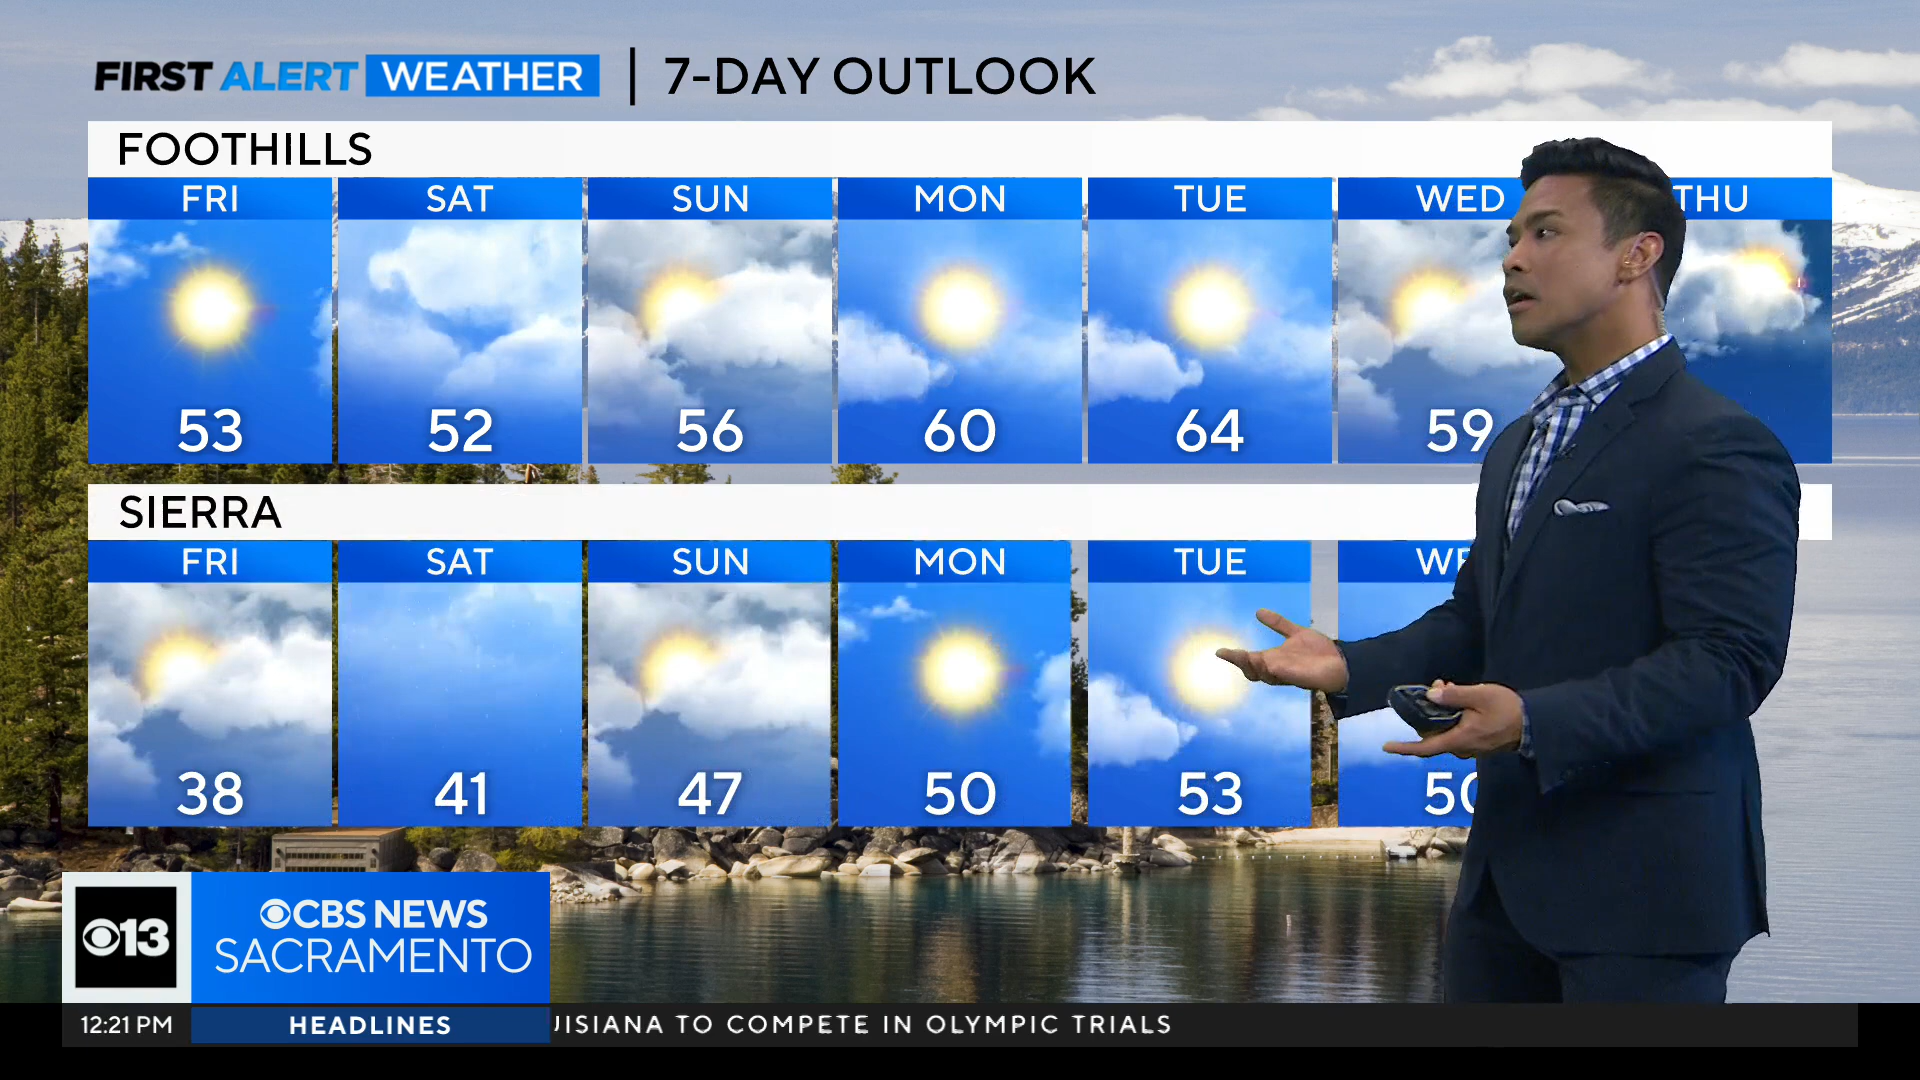 FIRST ALERT WEATHER | 7-DAY OUTLOOK
FOOTHILLS
FRI SAT SUN MON TUE WED THU
53 52 56 60 64 59
SIERRA
FRI SAT SUN MON TUE
38 41 47 50 53 50
13
CBS NEWS
SACRAMENTO
12:21 PM HEADLINES TO COMPETE IN OLYMPIC TRIALS